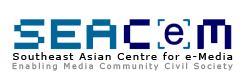 SEACeM
Southeast Asian Centre for e-Media
Enabling Media Community Civil Society